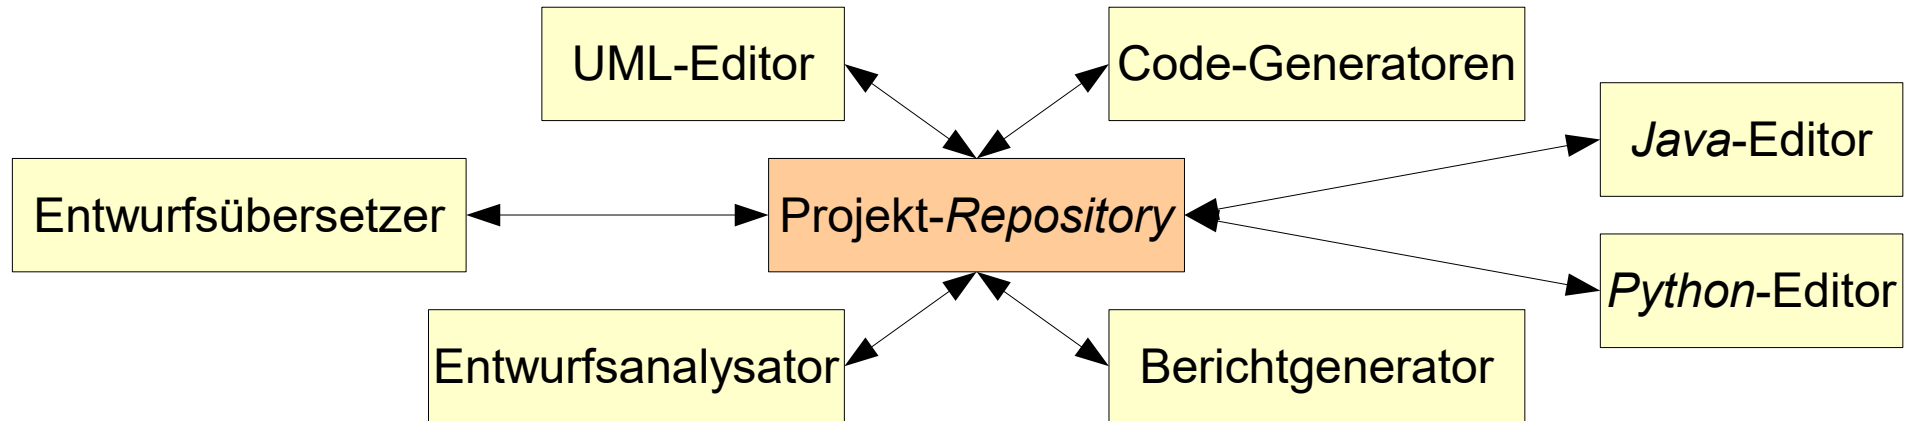 UML-Editor
Code-Generatoren
Java-Editor
Entwurfsübersetzer
Projekt-Repository
Python-Editor
Entwurfsanalysator
Berichtgenerator